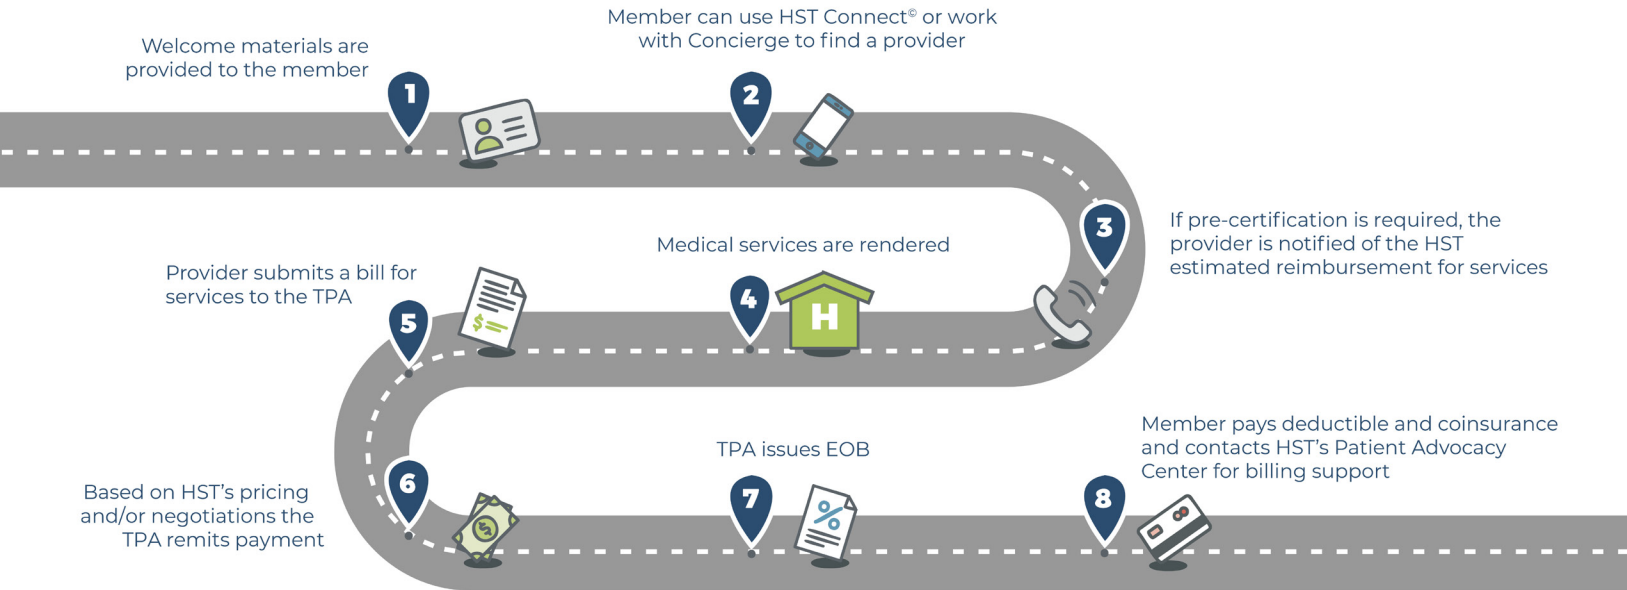 Welcome materials are
provided to the member
1
Member can use HST Connect© or work
with Concierge to find a provider
2
3
If pre-certification is required, the
provider is notified of the HST
estimated reimbursement for services
Medical services are rendered
4
H
Provider submits a bill for
services to the TPA
5
$
Based on HST's pricing
and/or negotiations the
TPA remits payment
6
$
TPA issues EOB
7
%
Member pays deductible and coinsurance
and contacts HST's Patient Advocacy
Center for billing support
8